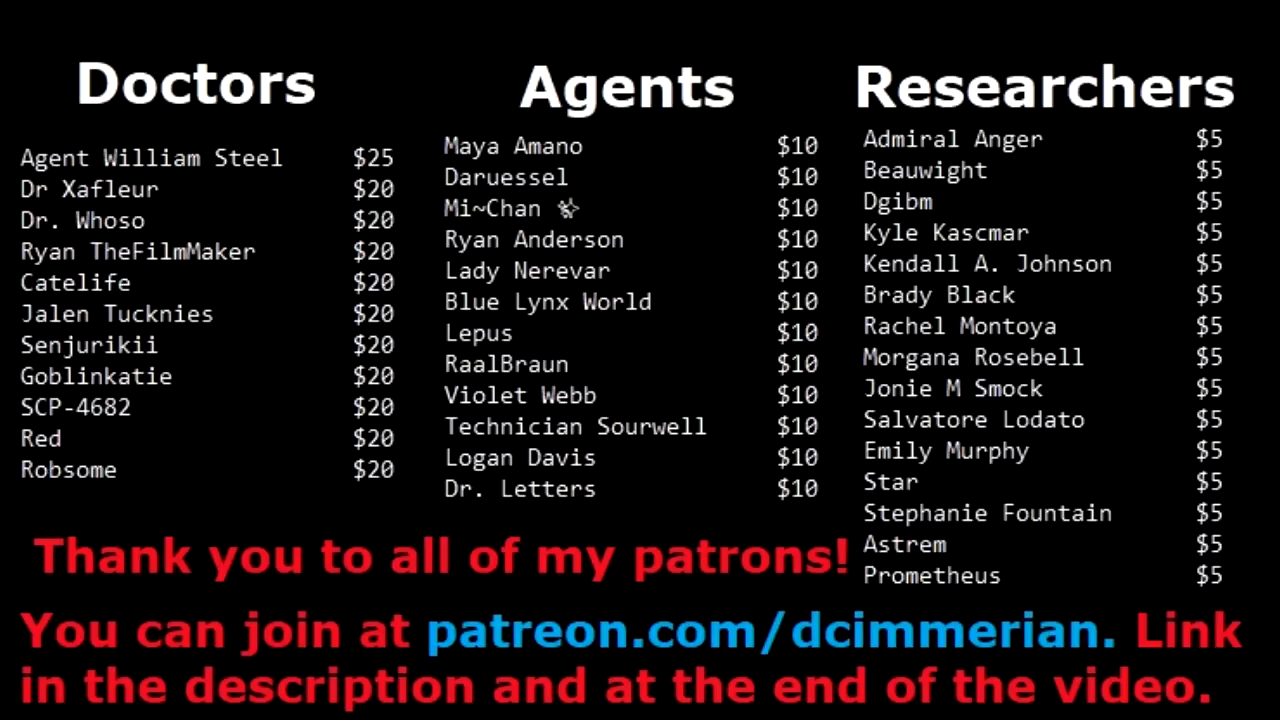 Doctors
Agent William Steel $25
Dr Xafleur $20
Dr. Whoso $20
Ryan TheFilmMaker $20
Catelife $20
Jalen Tucknies $20
Senjurikii $20
Goblinkatie $20
SCP-4682 $20
Red $20
Robsome $20
Agents
Maya Amano $10
Daruessel $10
Mi~Chan $10
Ryan Anderson $10
Lady Nerevar $10
Blue Lynx World $10
Lepus $10
RaalBraun $10
Violet Webb $10
Technician Sourwell $10
Logan Davis $10
Dr. Letters $10
Researchers
Admiral Anger $5
Beauwight $5
Dgibm $5
Kyle Kascmar $5
Kendall A. Johnson $5
Brady Black $5
Rachel Montoya $5
Morgana Rosebell $5
Jonie M Smock $5
Salvatore Lodato $5
Emily Murphy $5
Star $5
Stephanie Fountain $5
Astrem $5
Prometheus $5
Thank you to all of my patrons!
You can join at patreon.com/dcimmerian. Link
in the description and at the end of the video.